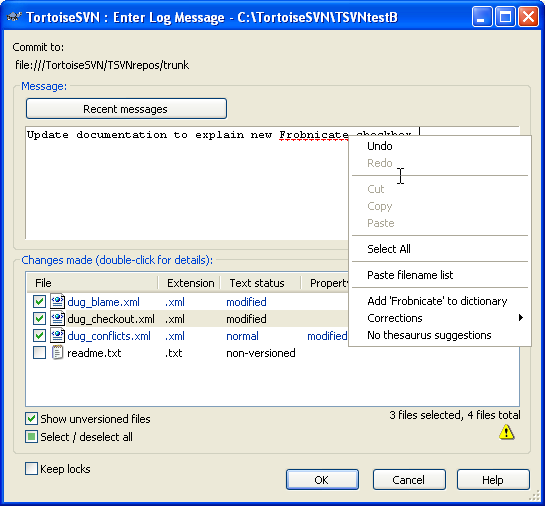 TortoiseSVN : Enter Log Message - C:\TortoiseSVN\TSVNtestB
Commit to:
file:///TortoiseSVN/TSVNrepos/trunk
Message:
Recent messages
Update documentation to explain new Frobnicate checkbox.
Undo
Redo
Cut
Copy
Paste
Select All
Paste filename list
Add 'Frobnicate' to dictionary
Corrections
No thesaurus suggestions
Changes made (double-click for details):
File Extension Text status Property
dug_blame.xml .xml modified
dug_checkout.xml .xml modified
dug_conflicts.xml .xml normal modified
readme.txt .txt non-versioned
Show unversioned files
3 files selected, 4 files total
Select / deselect all
Keep locks
OK Cancel Help